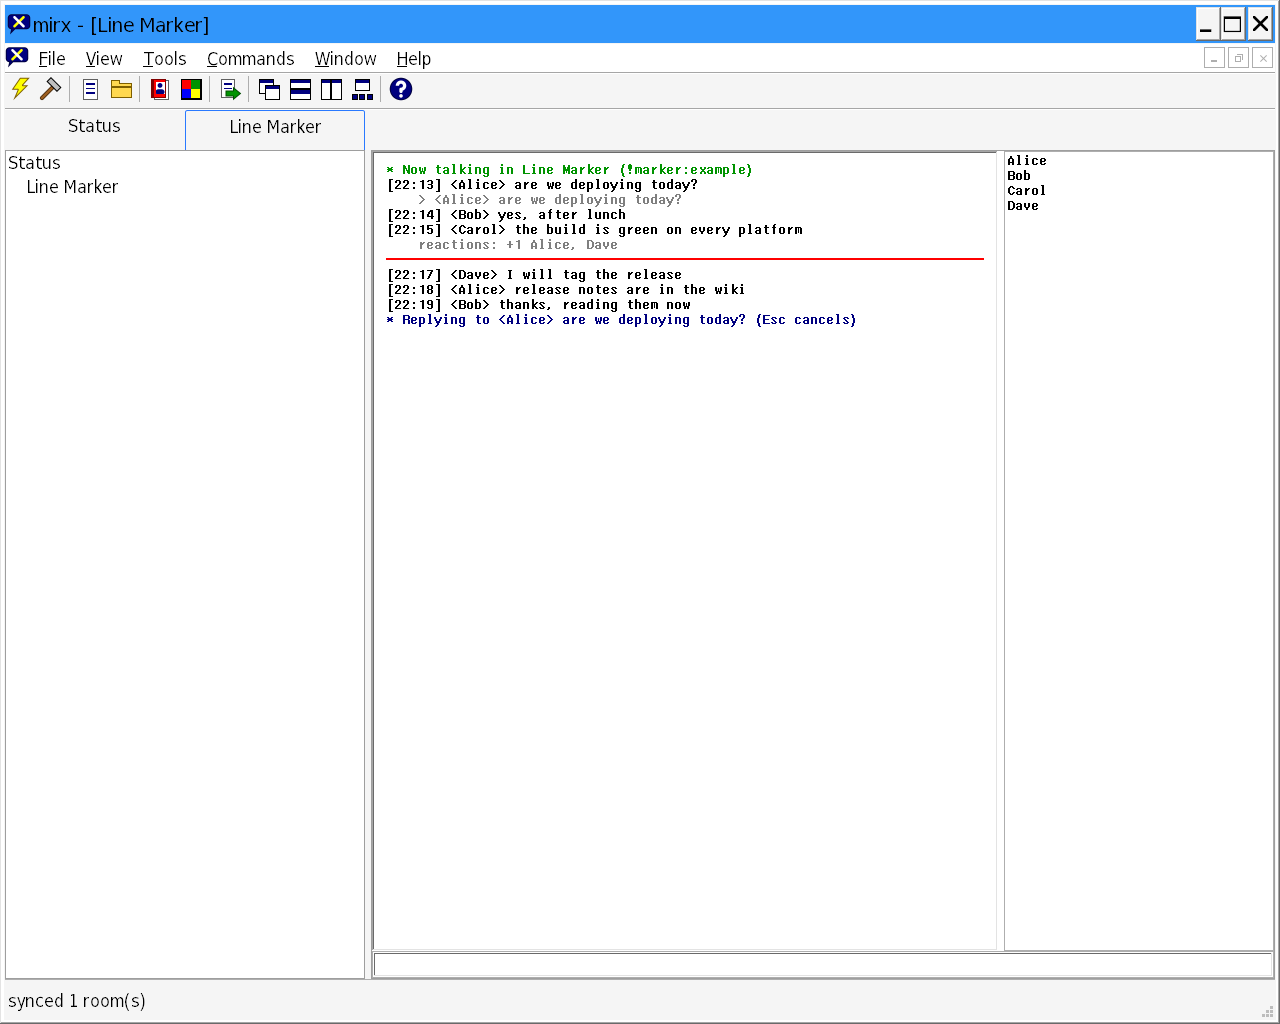 mirx - [Line Marker]
File View Tools Commands Window Help
Status Line Marker
Status
Line Marker
* Now talking in Line Marker (!marker:example)
[22:13] <Alice> are we deploying today?
> <Alice> are we deploying today?
[22:14] <Bob> yes, after lunch
[22:15] <Carol> the build is green on every platform
reactions: +1 Alice, Dave
[22:17] <Dave> I will tag the release
[22:18] <Alice> release notes are in the wiki
[22:19] <Bob> thanks, reading them now
* Replying to <Alice> are we deploying today? (Esc cancels)
Alice
Bob
Carol
Dave
synced 1 room(s)